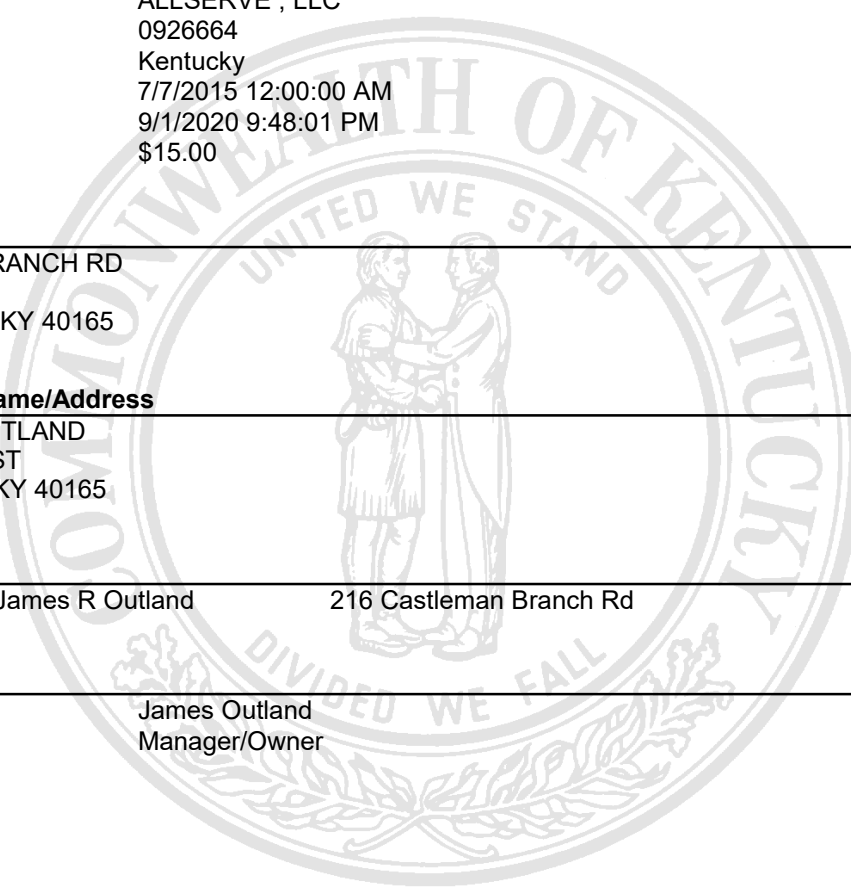 ALLSERVE , LLC
0926664
Kentucky
7/7/2015 12:00:00 AM
9/1/2020 9:48:01 PM
$15.00
RANCH RD
KY 40165
ame/Address
TLAND
ST
KY 40165
James R Outland 216 Castleman Branch Rd
James Outland
Manager/Owner
COMMONWEALTH OF KENTUCKY
UNITED WE STAND
DIVIDED WE FALL